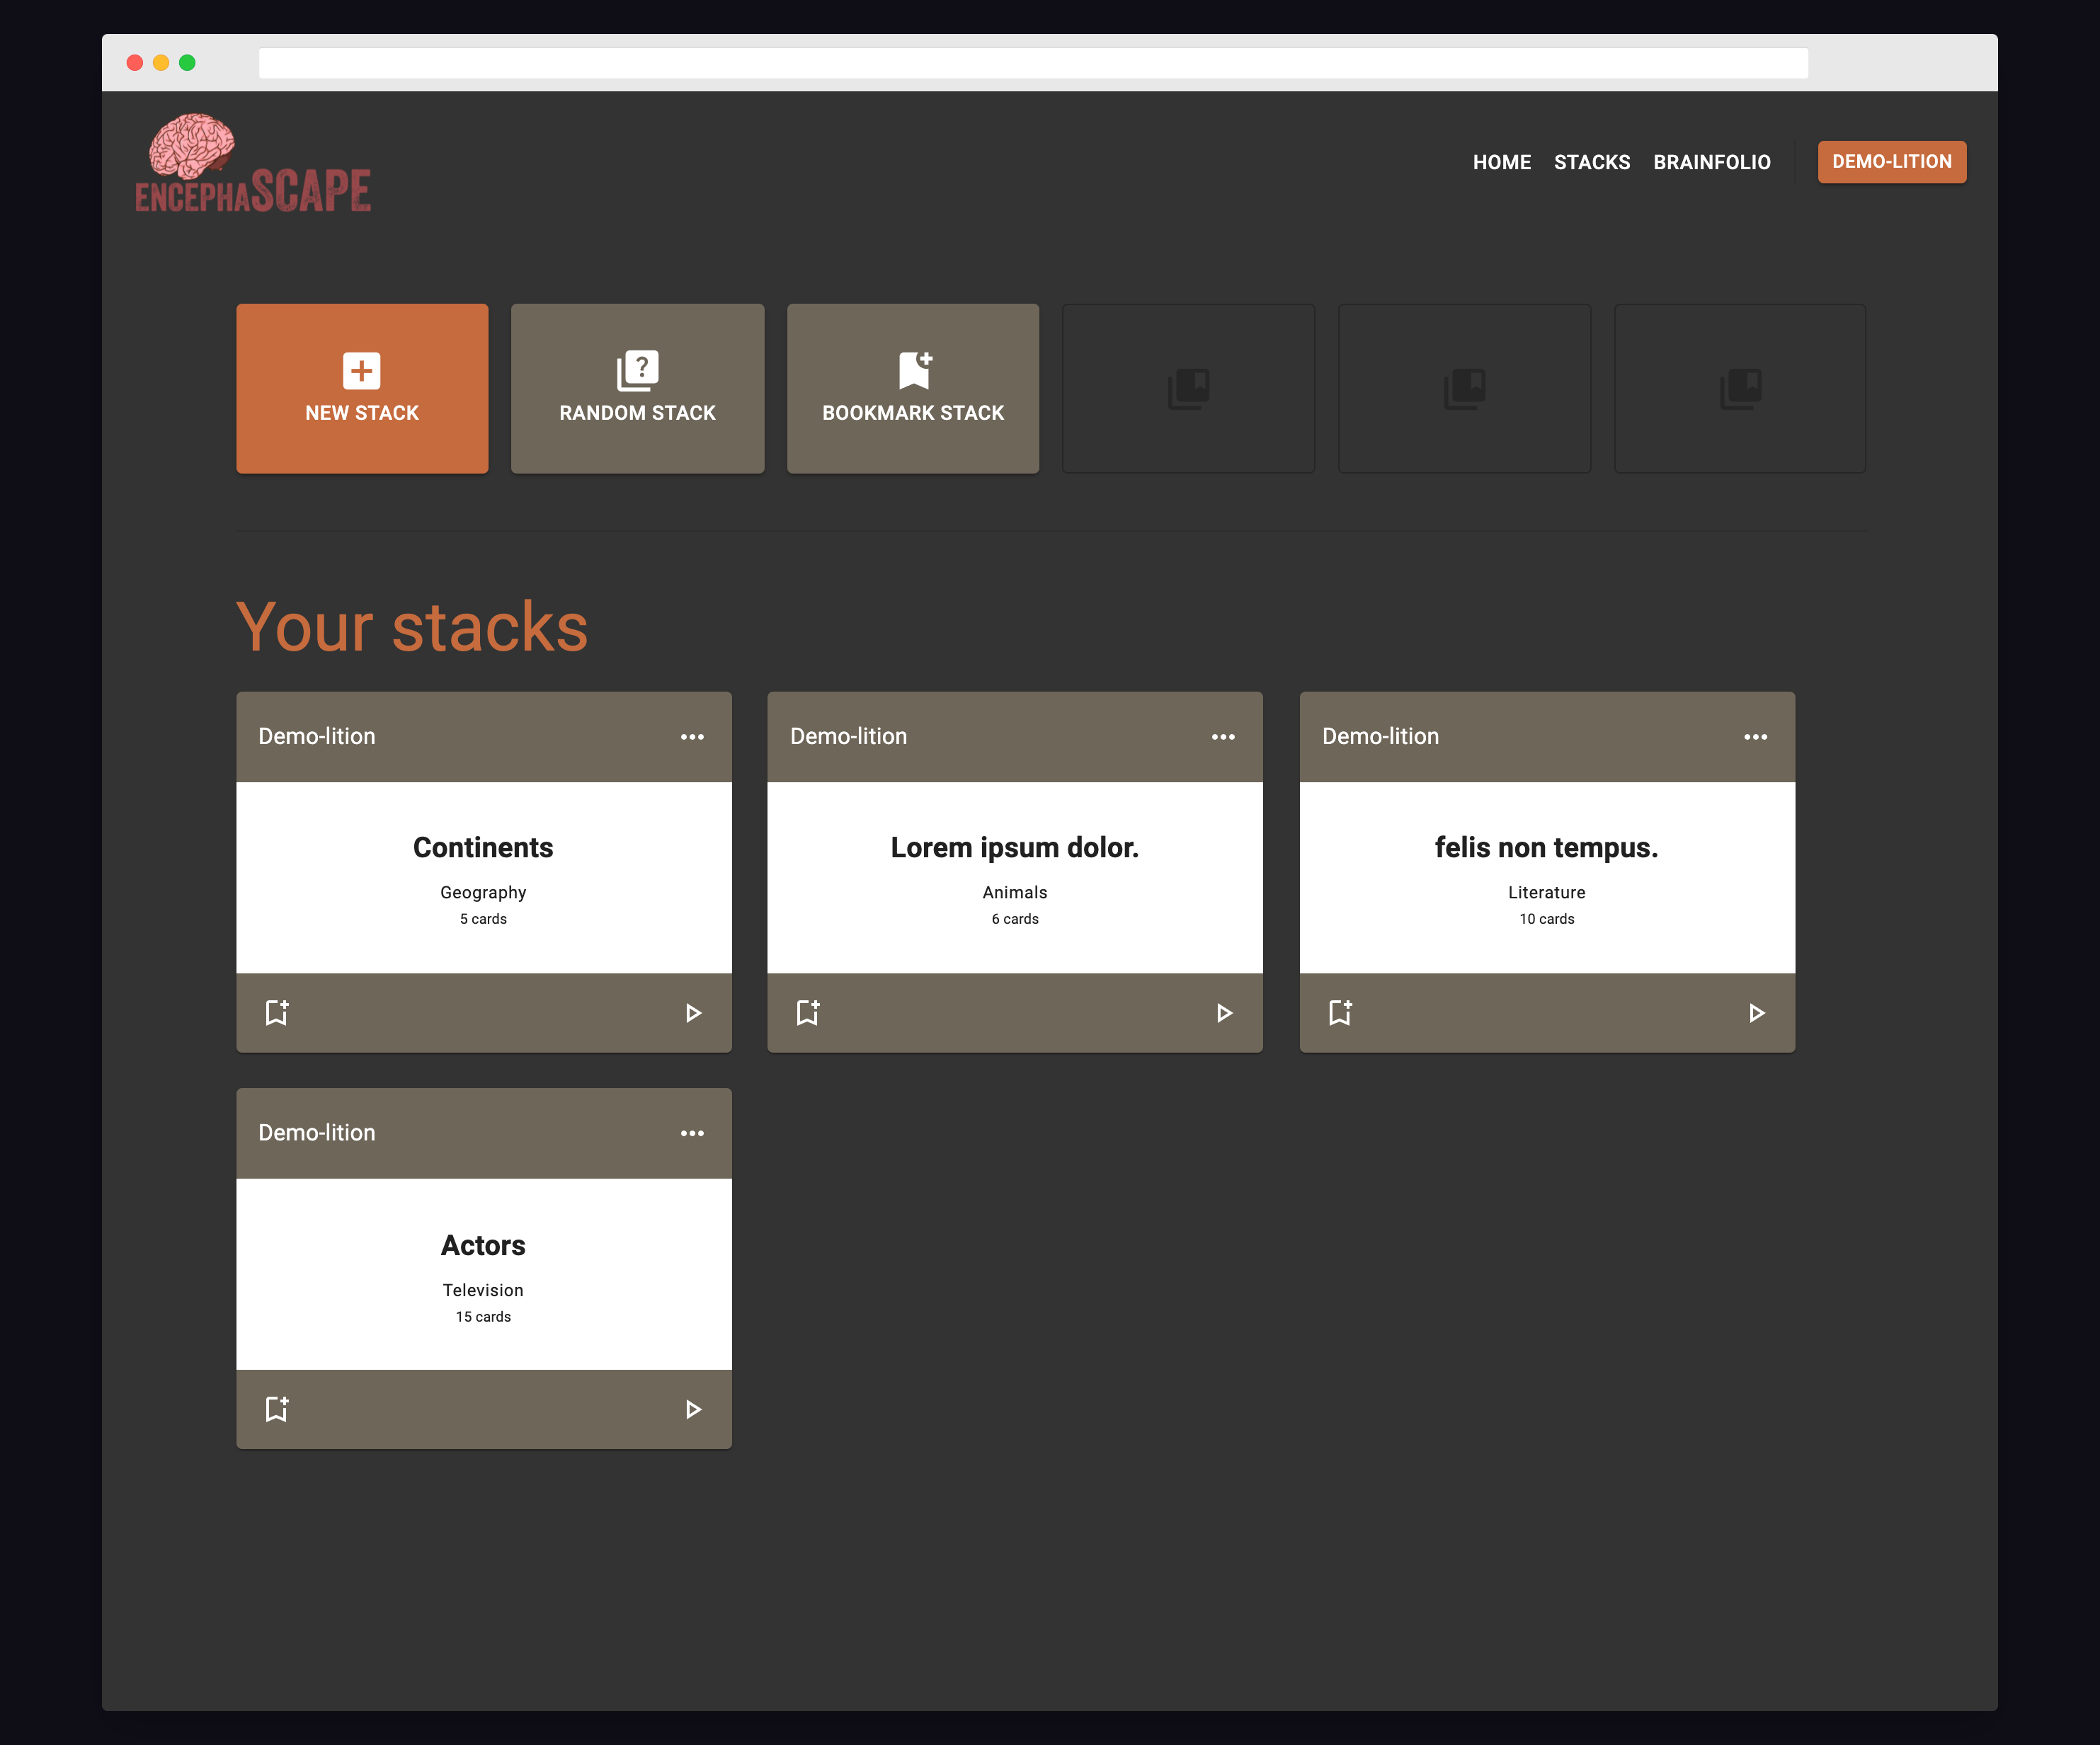 ENCEPHASCAPE
HOME STACKS BRAINFOLIO DEMO-LITION
NEW STACK
RANDOM STACK
BOOKMARK STACK
Your stacks
Demo-lition
Continents
Geography
5 cards
Demo-lition
Lorem ipsum dolor.
Animals
6 cards
Demo-lition
felis non tempus.
Literature
10 cards
Demo-lition
Actors
Television
15 cards